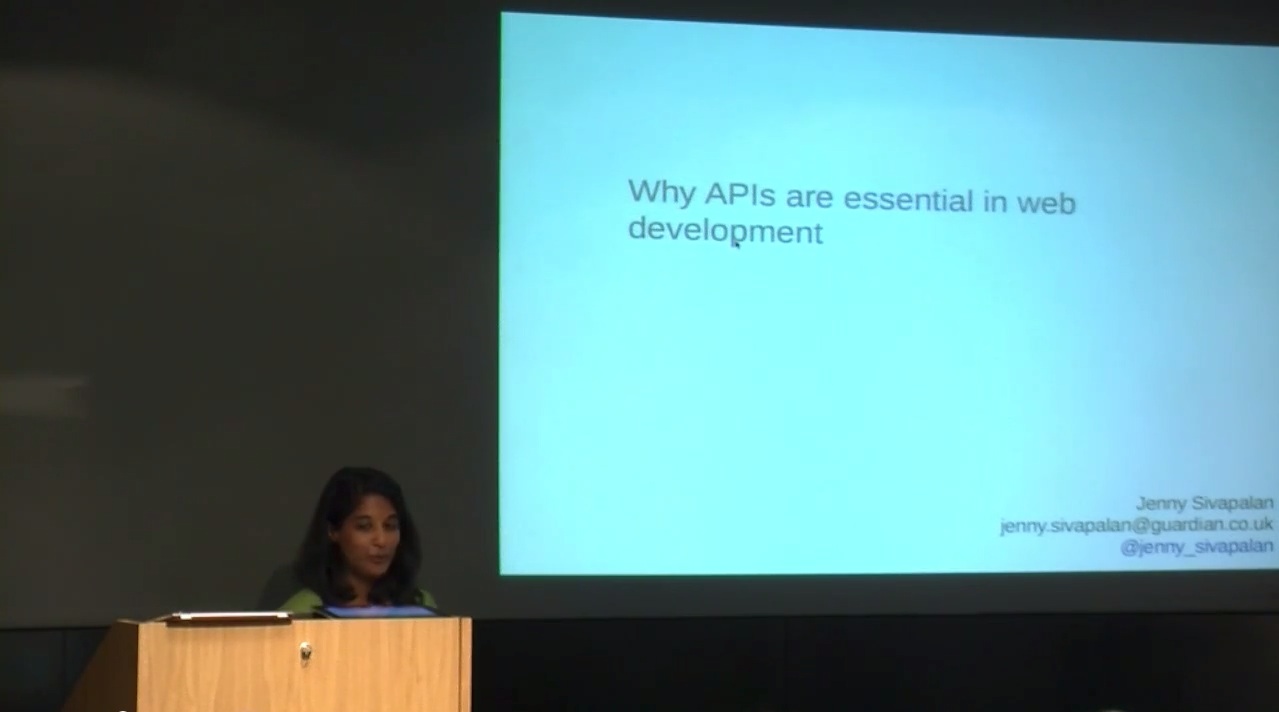 Why APIs are essential in web
development
Jenny Sivapalan
jenny.sivapalan@guardian.co.uk
@jenny_sivapalan